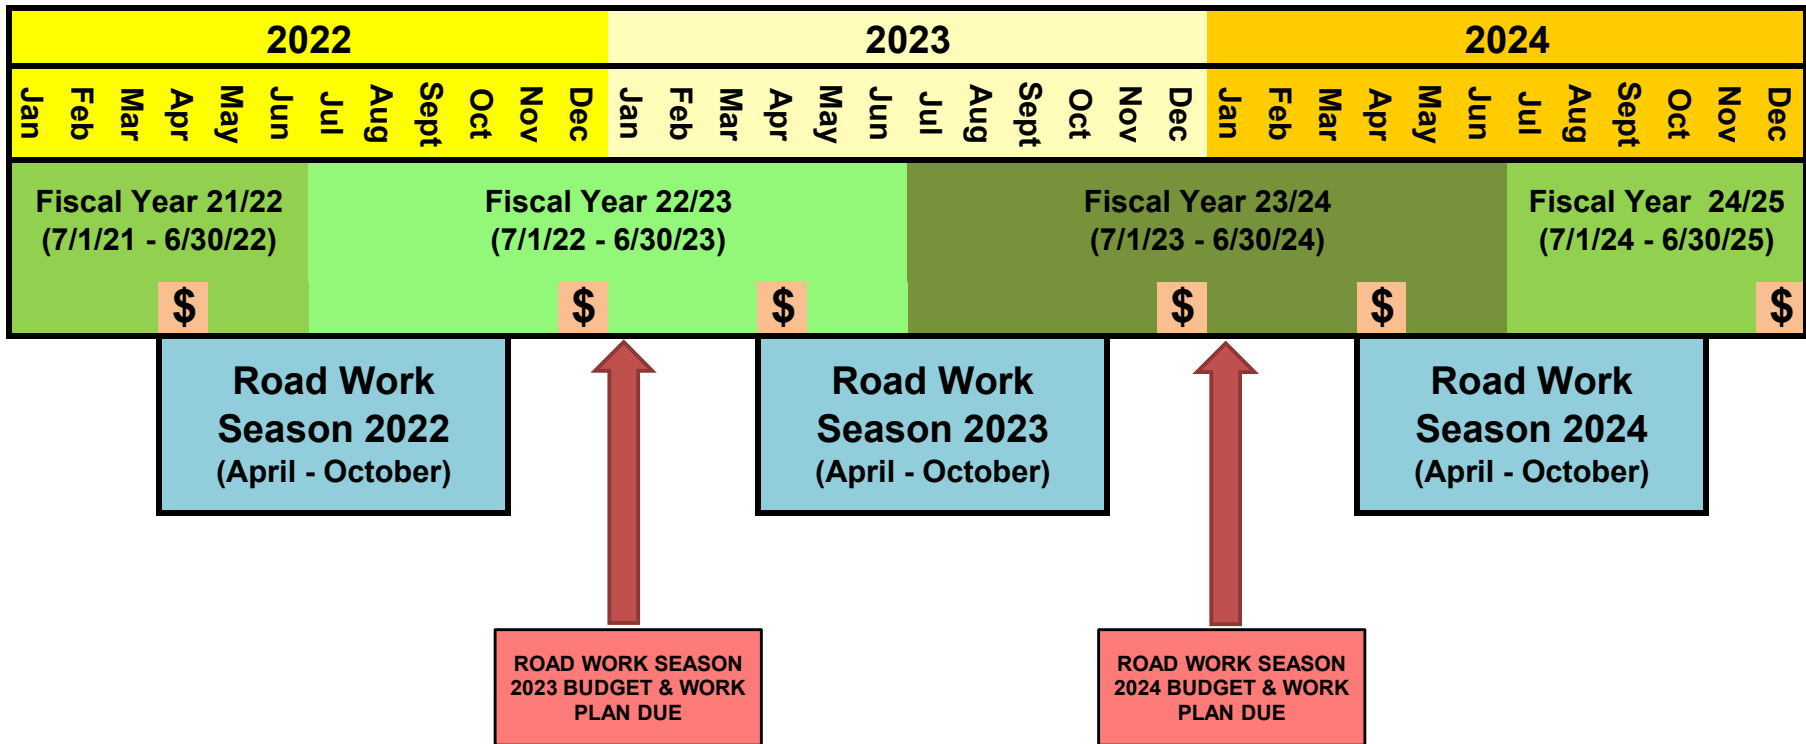 2022 2023 2024
Jan Feb Mar Apr May Jun Jul Aug Sept Oct Nov Dec Jan Feb Mar Apr May Jun Jul Aug Sept Oct Nov Dec Jan Feb Mar Apr May Jun Jul Aug Sept Oct Nov Dec
Fiscal Year 21/22
(7/1/21 - 6/30/22)
Fiscal Year 22/23
(7/1/22 - 6/30/23)
Fiscal Year 23/24
(7/1/23 - 6/30/24)
Fiscal Year  24/25
(7/1/24 - 6/30/25)
$ $ $ $ $ $
Road Work
Season 2022
(April - October)
Road Work
Season 2023
(April - October)
Road Work
Season 2024
(April - October)
ROAD WORK SEASON
2023 BUDGET & WORK
PLAN DUE
ROAD WORK SEASON
2024 BUDGET & WORK
PLAN DUE